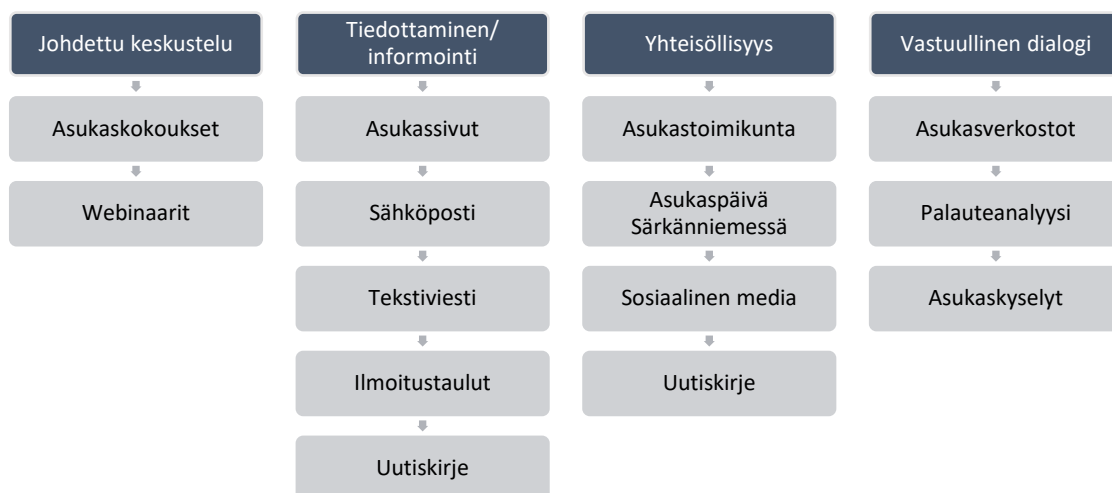 Johdettu keskustelu
Asukaskokoukset
Webinaarit
Tiedottaminen/
informointi
Asukassivut
Sähköposti
Tekstiviesti
Ilmoitustaulut
Uutiskirje
Yhteisöllisyys
Asukastoimikunta
Asukaspäivä
Särkänniemessä
Sosiaalinen media
Uutiskirje
Vastuullinen dialogi
Asukasverkostot
Palauteanalyysi
Asukaskyselyt